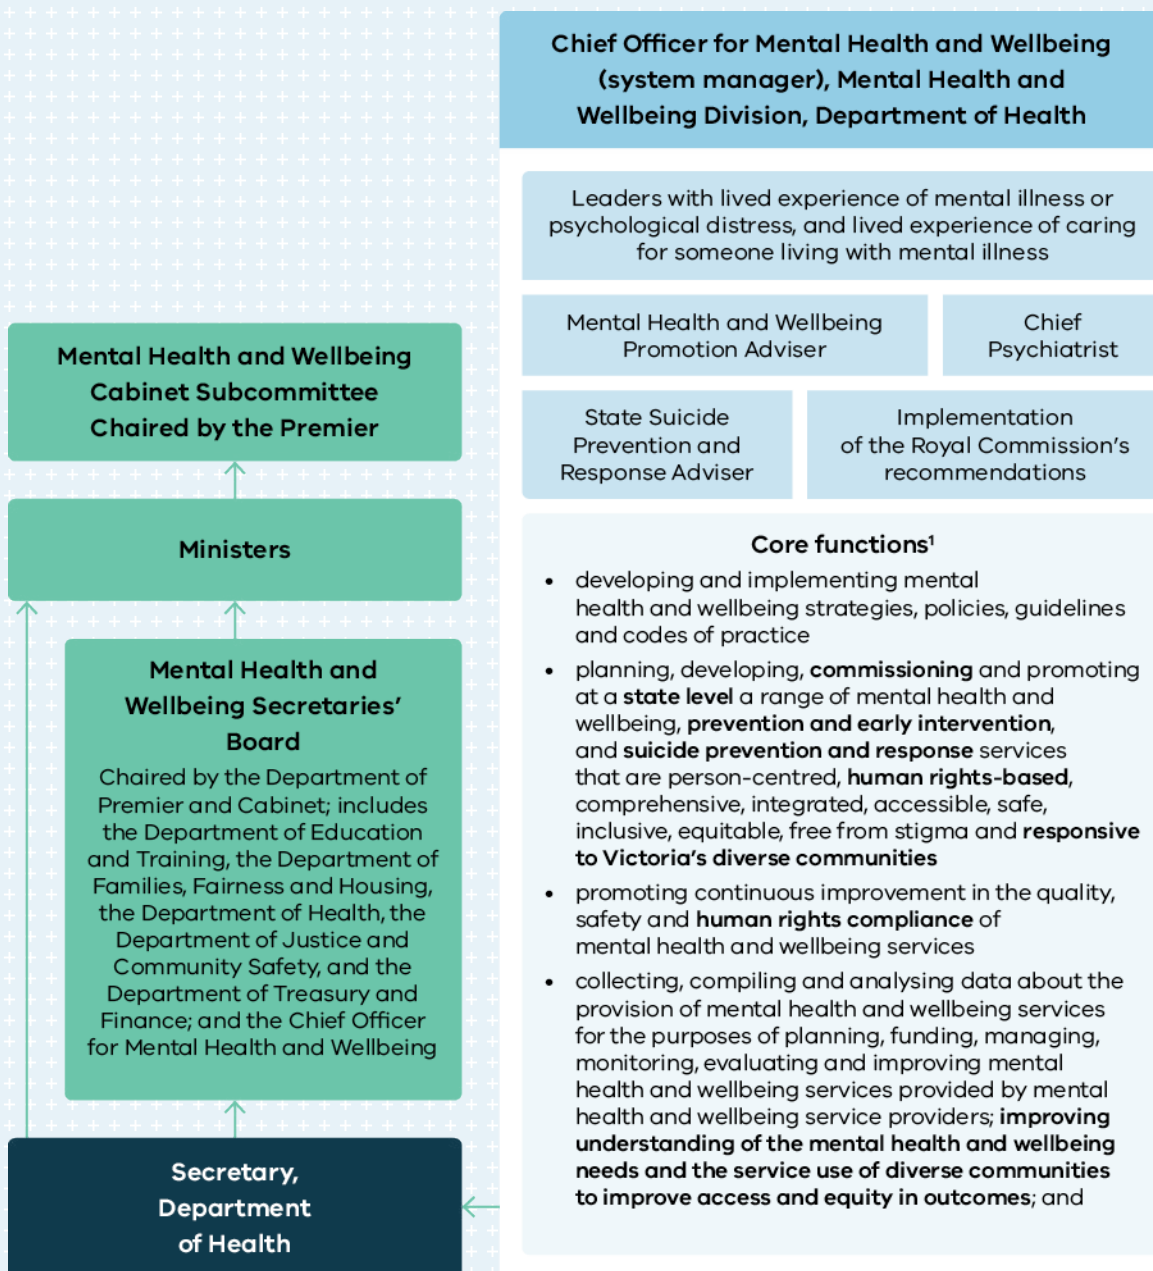 Chief Officer for Mental Health and Wellbeing
(system manager), Mental Health and
Wellbeing Division, Department of Health
Leaders with lived experience of mental illness or
psychological distress, and lived experience of caring
for someone living with mental illness
Mental Health and Wellbeing
Promotion Adviser
Chief
Psychiatrist
State Suicide
Prevention and
Response Adviser
Implementation
of the Royal Commission’s
recommendations
Core functions¹
• developing and implementing mental
health and wellbeing strategies, policies, guidelines
and codes of practice
• planning, developing, commissioning and promoting
at a state level a range of mental health and
wellbeing, prevention and early intervention,
and suicide prevention and response services
that are person-centred, human rights-based,
comprehensive, integrated, accessible, safe,
inclusive, equitable, free from stigma and responsive
to Victoria’s diverse communities
• promoting continuous improvement in the quality,
safety and human rights compliance of
mental health and wellbeing services
• collecting, compiling and analysing data about the
provision of mental health and wellbeing services
for the purposes of planning, funding, managing,
monitoring, evaluating and improving mental
health and wellbeing services provided by mental
health and wellbeing service providers; improving
understanding of the mental health and wellbeing
needs and the service use of diverse communities
to improve access and equity in outcomes; and
Mental Health and Wellbeing
Cabinet Subcommittee
Chaired by the Premier
Ministers
Mental Health and
Wellbeing Secretaries’
Board
Chaired by the Department of
Premier and Cabinet; includes
the Department of Education
and Training, the Department of
Families, Fairness and Housing,
the Department of Health, the
Department of Justice and
Community Safety, and the
Department of Treasury and
Finance; and the Chief Officer
for Mental Health and Wellbeing
Secretary,
Department
of Health